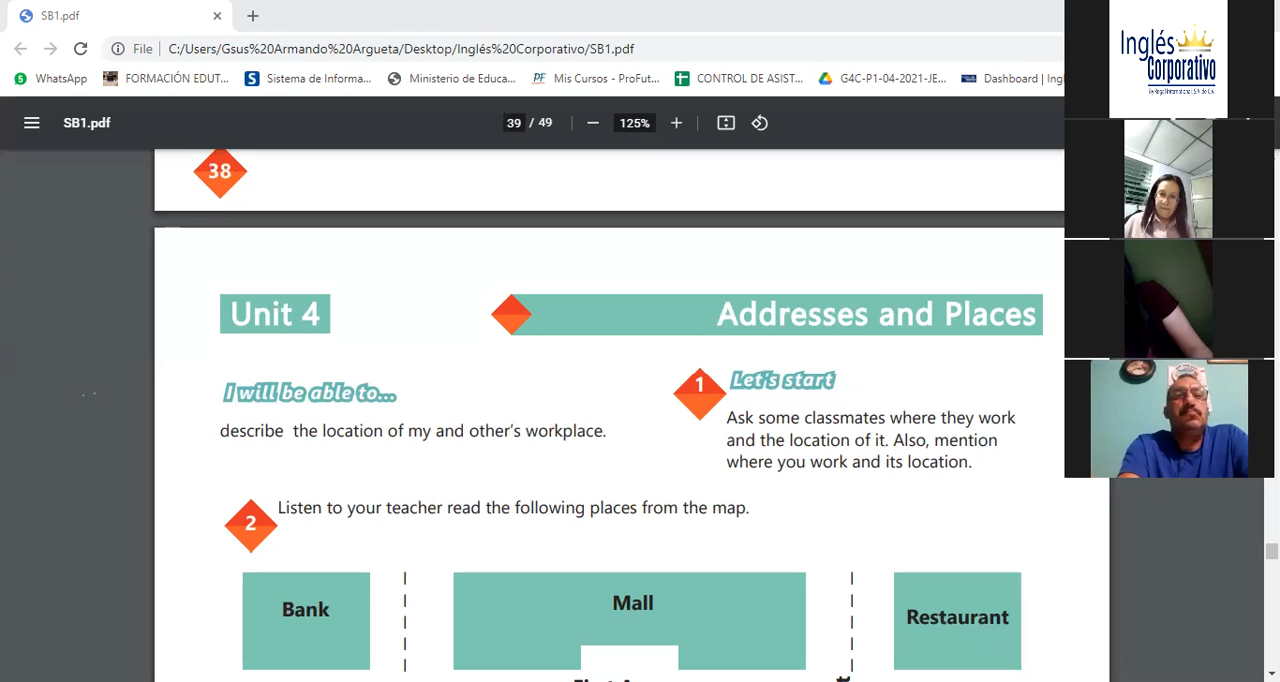 SB1.pdf
File C:/Users/Gsus%20Armando%20Argueta/Desktop/Inglés%20Corporativo/SB1.pdf
WhatsApp FORMACIÓN EDUT... Sistema de Informa... Ministerio de Educa... Mis Cursos - ProFut... CONTROL DE ASIST... G4C-P1-04-2021-JE... Dashboard | Ingl
SB1.pdf 39 / 49 125%
38
Unit 4 Addresses and Places
I will be able to...
describe the location of my and other's workplace.
1 Let's start
Ask some classmates where they work
and the location of it. Also, mention
where you work and its location.
2 Listen to your teacher read the following places from the map.
Bank
Mall
Restaurant
Inglés
Corporativo